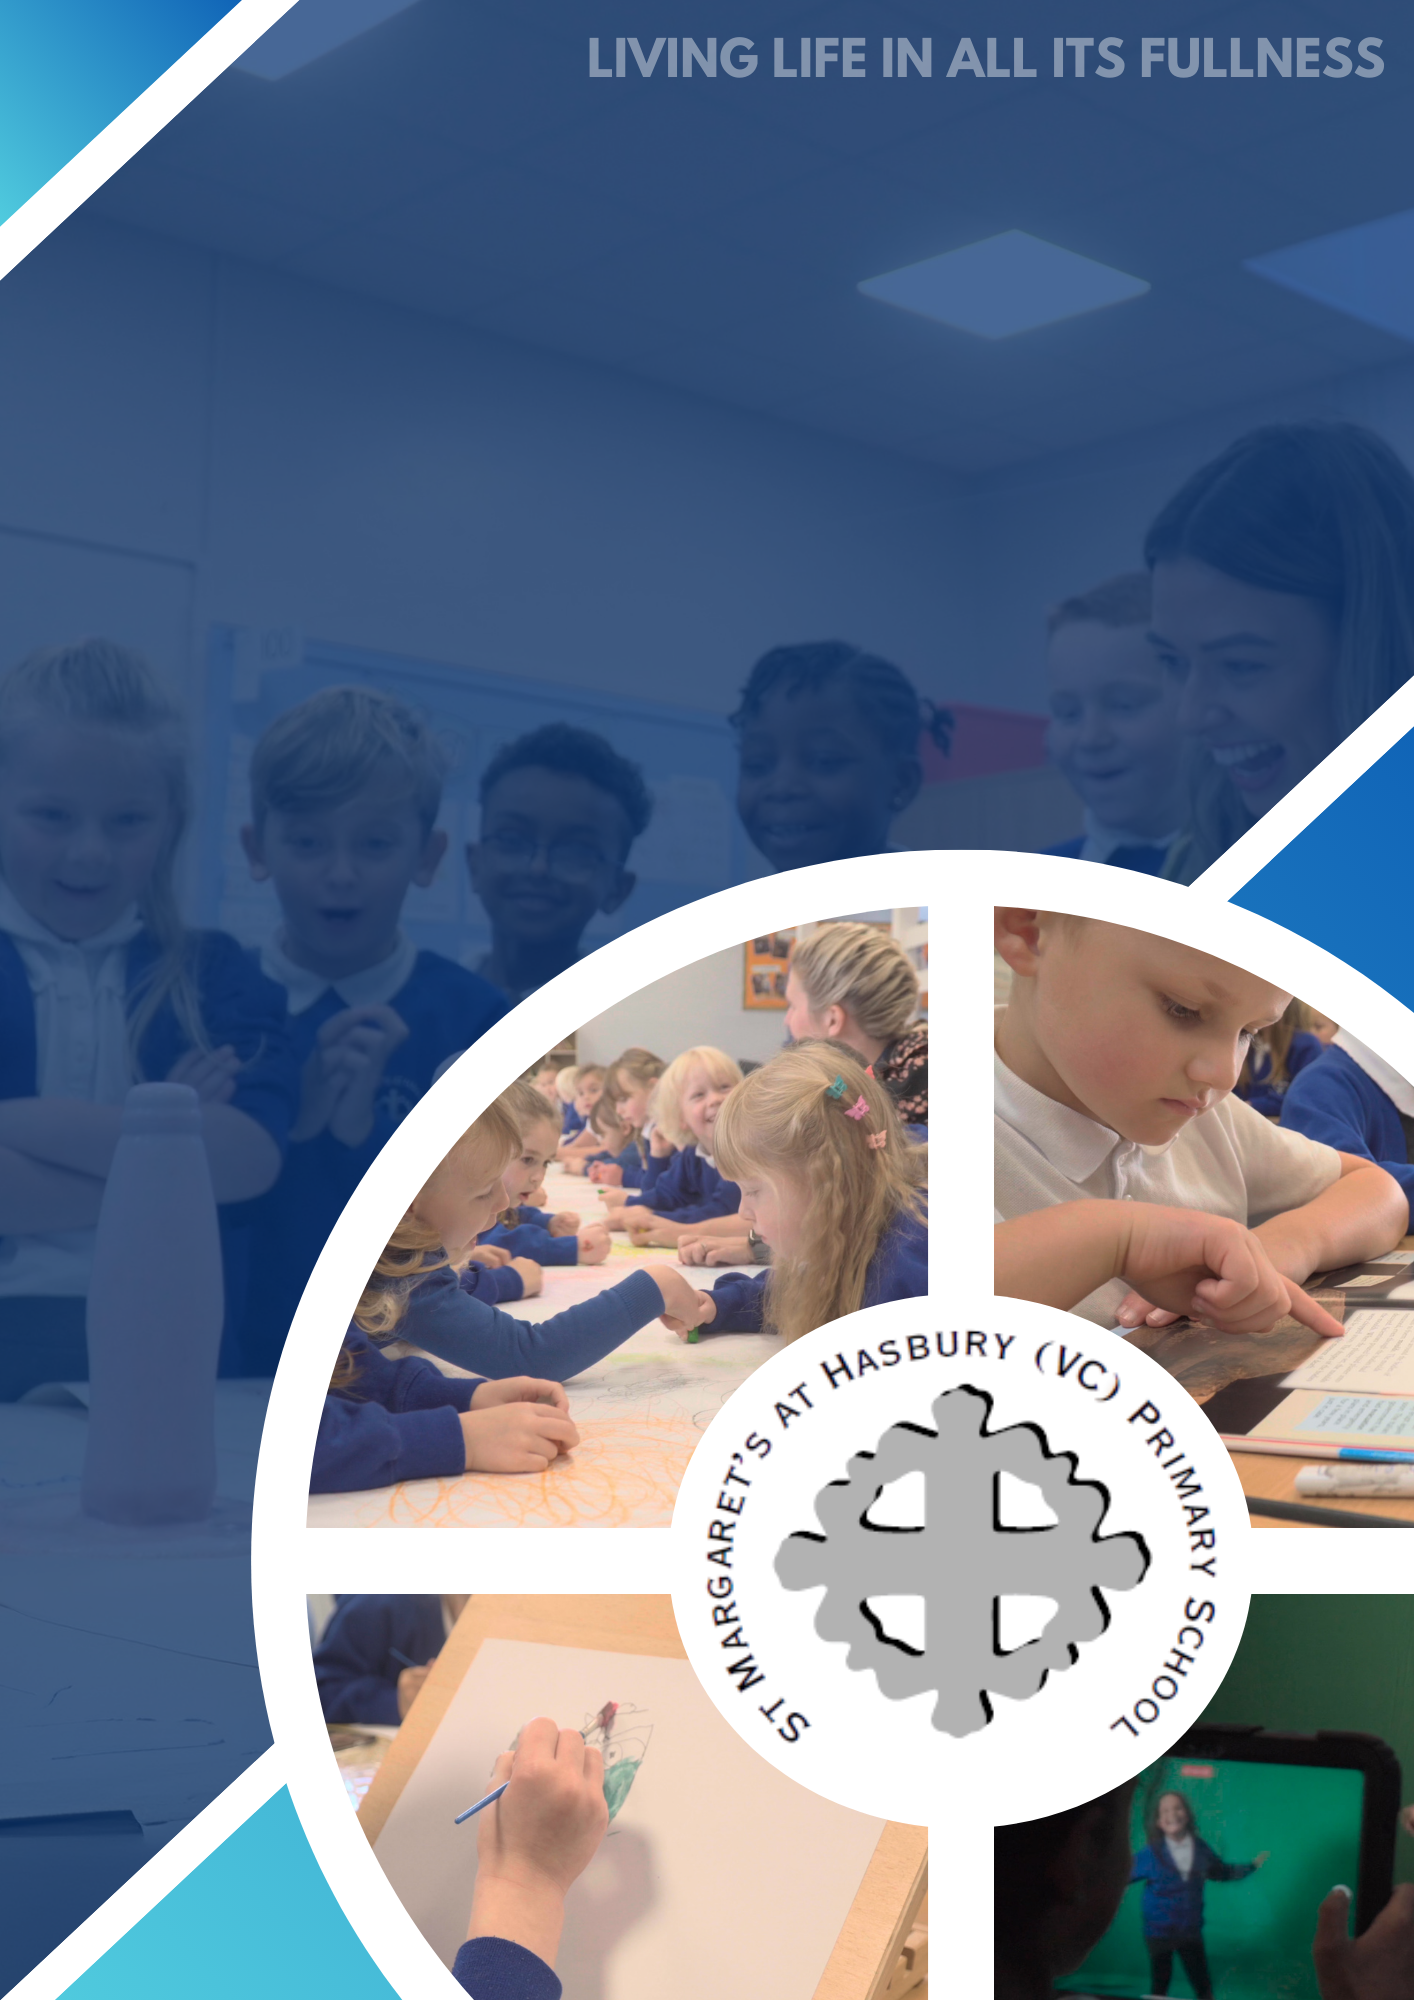 LIVING LIFE IN ALL ITS FULLNESS
ST MARGARET'S AT HASBURY (VC) PRIMARY SCHOOL